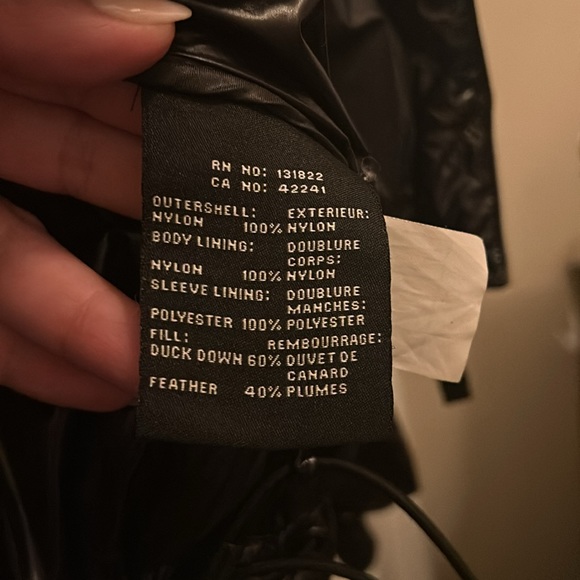 RN NO: 131822
CA NO: 42241
OUTERSHELL: EXTERIEUR:
NYLON 100% NYLON
BODY LINING: DOUBLURE
CORPS:
NYLON 100% NYLON
SLEEVE LINING: DOUBLURE
MANCHES:
POLYESTER 100% POLYESTER
FILL: REMBOURRAGE:
DUCK DOWN 60% DUVET DE
CANARD
FEATHER 40% PLUMES